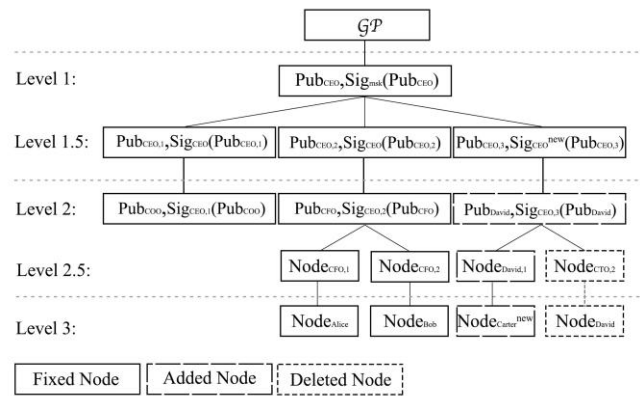 𝒢𝒫
Level 1: Pub_CEO,Sig_msk(Pub_CEO)
Level 1.5: Pub_CEO,1,Sig_CEO(Pub_CEO,1) Pub_CEO,2,Sig_CEO(Pub_CEO,2) Pub_CEO,3,Sig_CEO^new(Pub_CEO,3)
Level 2: Pub_COO,Sig_CEO,1(Pub_COO) Pub_CFO,Sig_CEO,2(Pub_CFO) Pub_David,Sig_CEO,3(Pub_David)
Level 2.5: Node_CFO,1 Node_CFO,2 Node_David,1 Node_CTO,2
Level 3: Node_Alice Node_Bob Node_Carter^new Node_David
Fixed Node Added Node Deleted Node